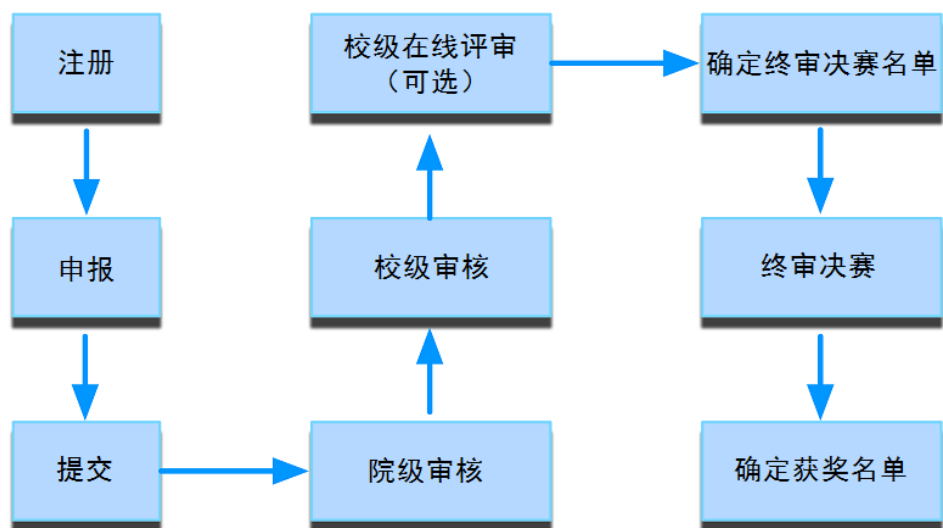 注册
申报
提交
院级审核
校级审核
校级在线评审
（可选）
确定终审决赛名单
终审决赛
确定获奖名单